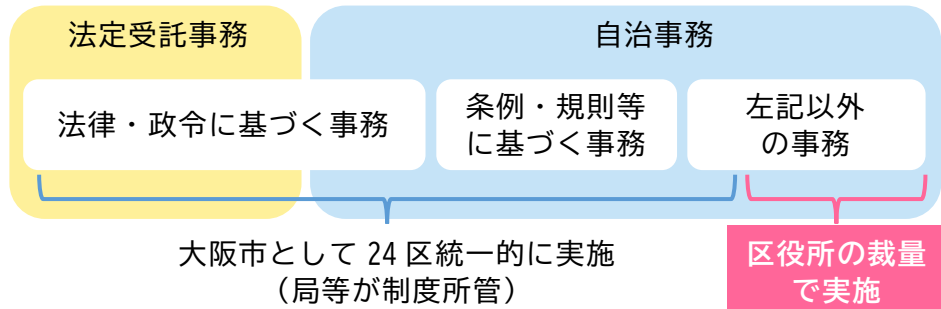 法定受託事務
自治事務
法律・政令に基づく事務
条例・規則等
に基づく事務
左記以外
の事務
大阪市として 24 区統一的に実施
（局等が制度所管）
区役所の裁量
で実施